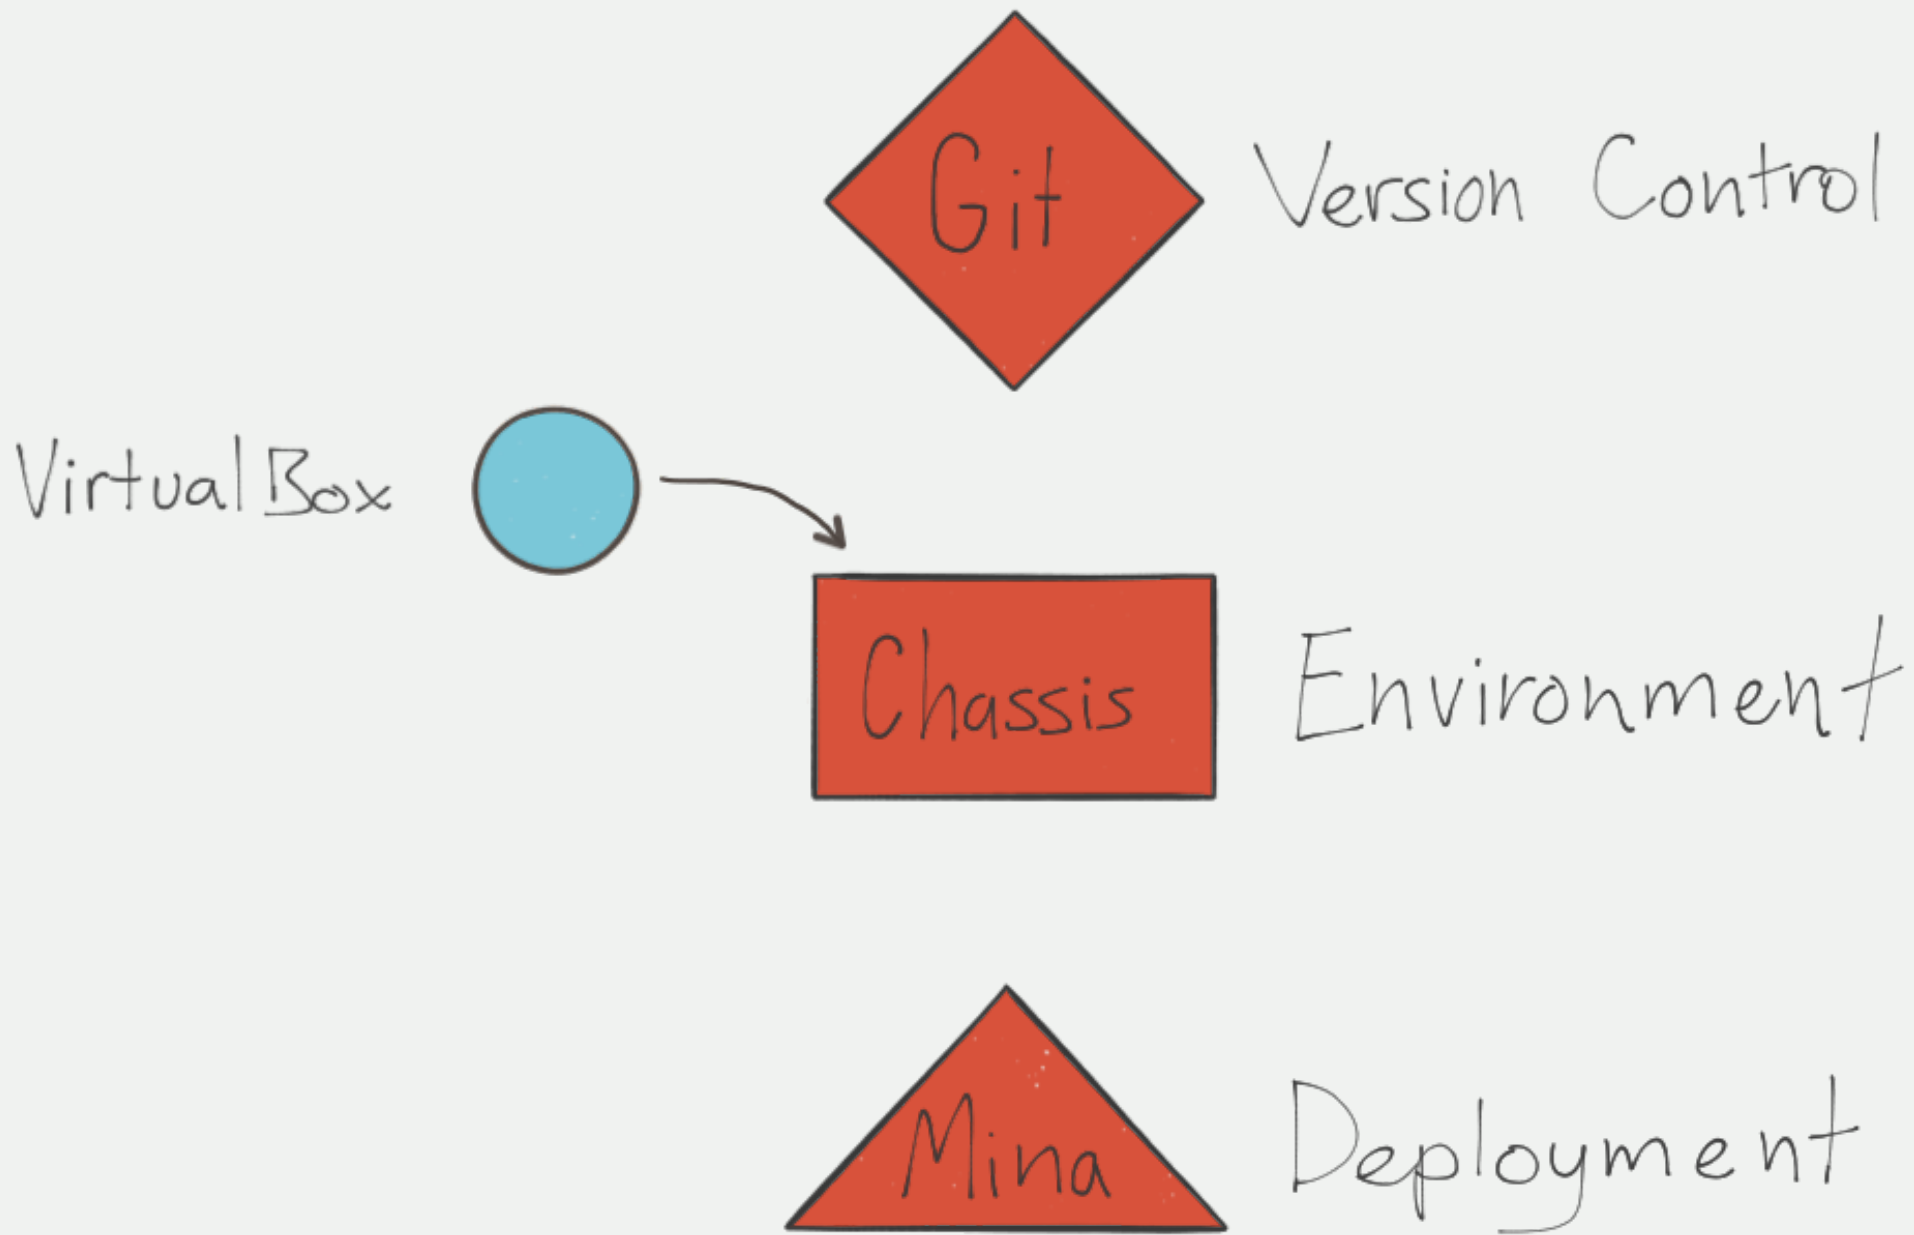 Git Version Control
VirtualBox
Chassis Environment
Mina Deployment